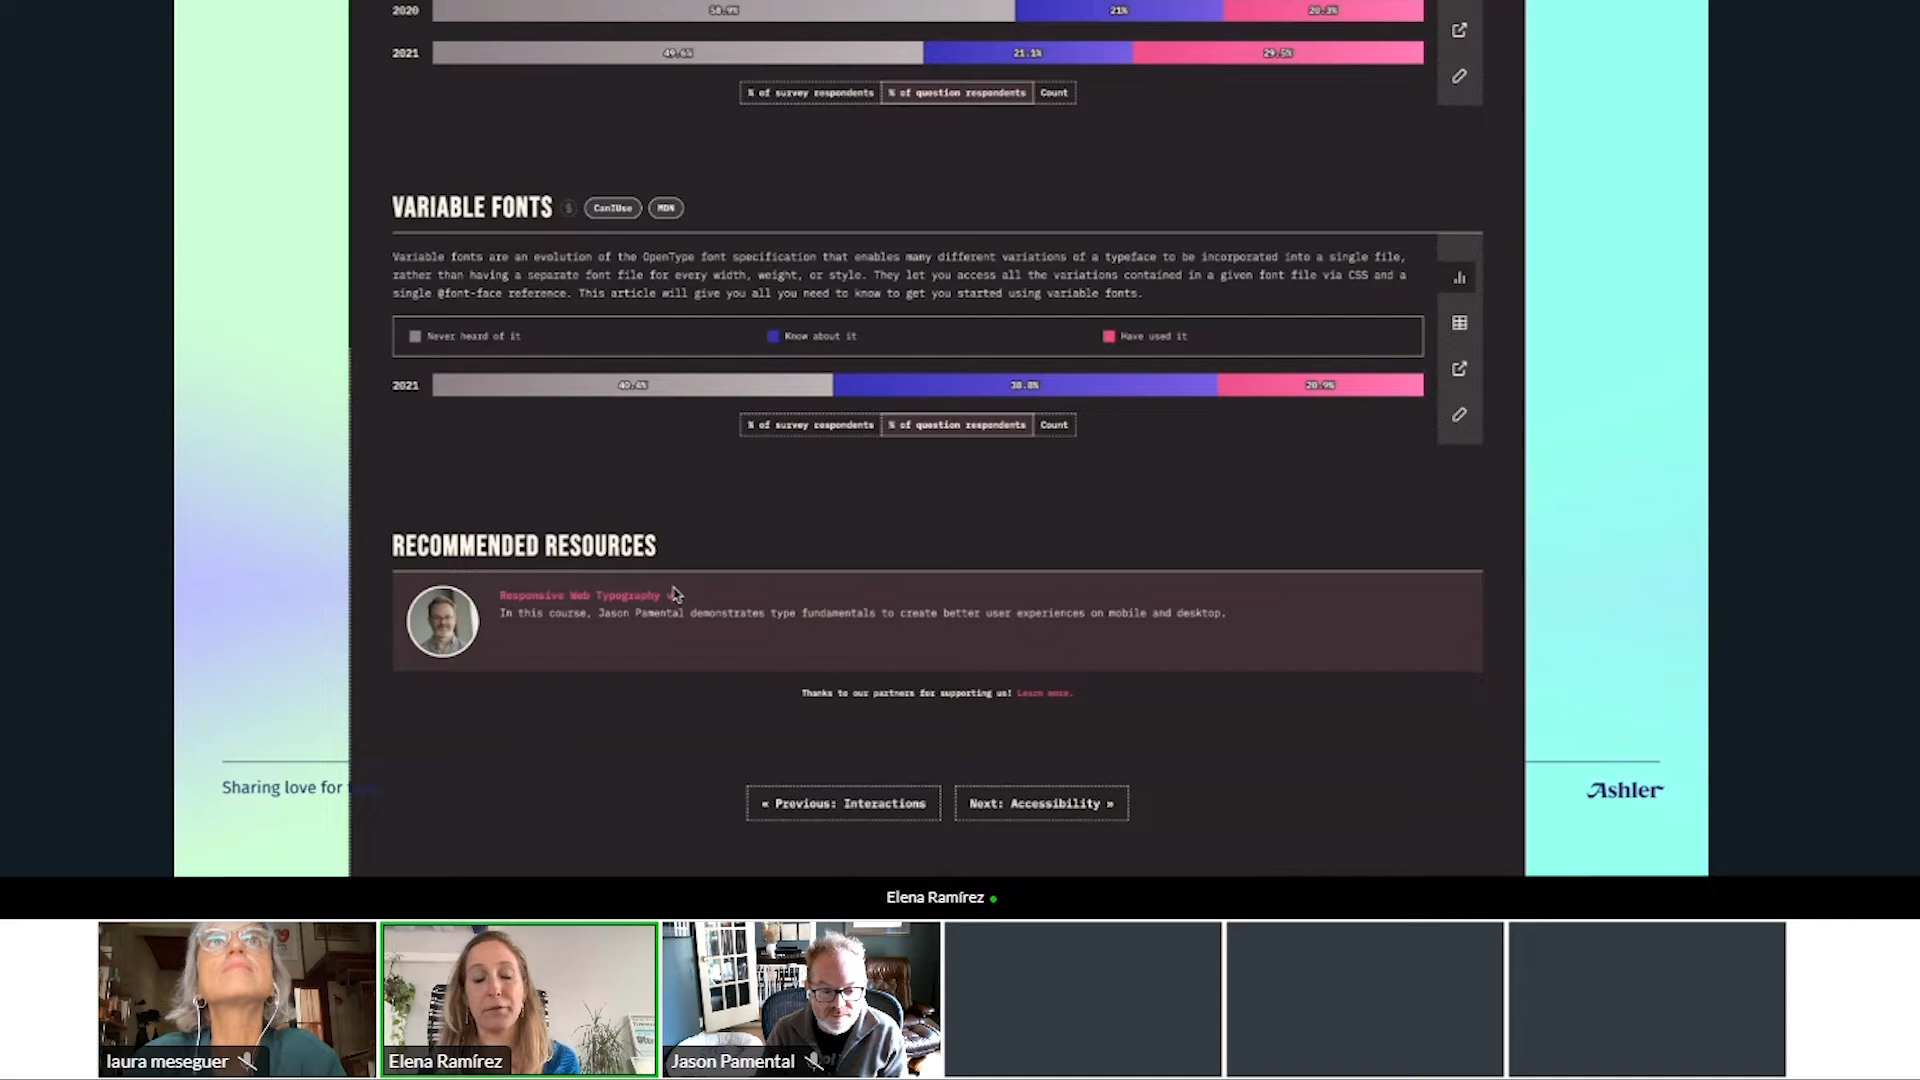 2020 58.9% 21% 20.3%
2021 49.6% 21.1% 29.5%
% of survey respondents % of question respondents Count
VARIABLE FONTS $ CanIUse MDN
Variable fonts are an evolution of the OpenType font specification that enables many different variations of a typeface to be incorporated into a single file,
rather than having a separate font file for every width, weight, or style. They let you access all the variations contained in a given font file via CSS and a
single @font-face reference. This article will give you all you need to know to get you started using variable fonts.
Never heard of it Know about it Have used it
2021 40.4% 38.8% 20.9%
% of survey respondents % of question respondents Count
RECOMMENDED RESOURCES
Responsive Web Typography
In this course, Jason Pamental demonstrates type fundamentals to create better user experiences on mobile and desktop.
Thanks to our partners for supporting us! Learn more.
Sharing love for
« Previous: Interactions Next: Accessibility »
Ashler
Elena Ramírez
laura meseguer Elena Ramírez Jason Pamental